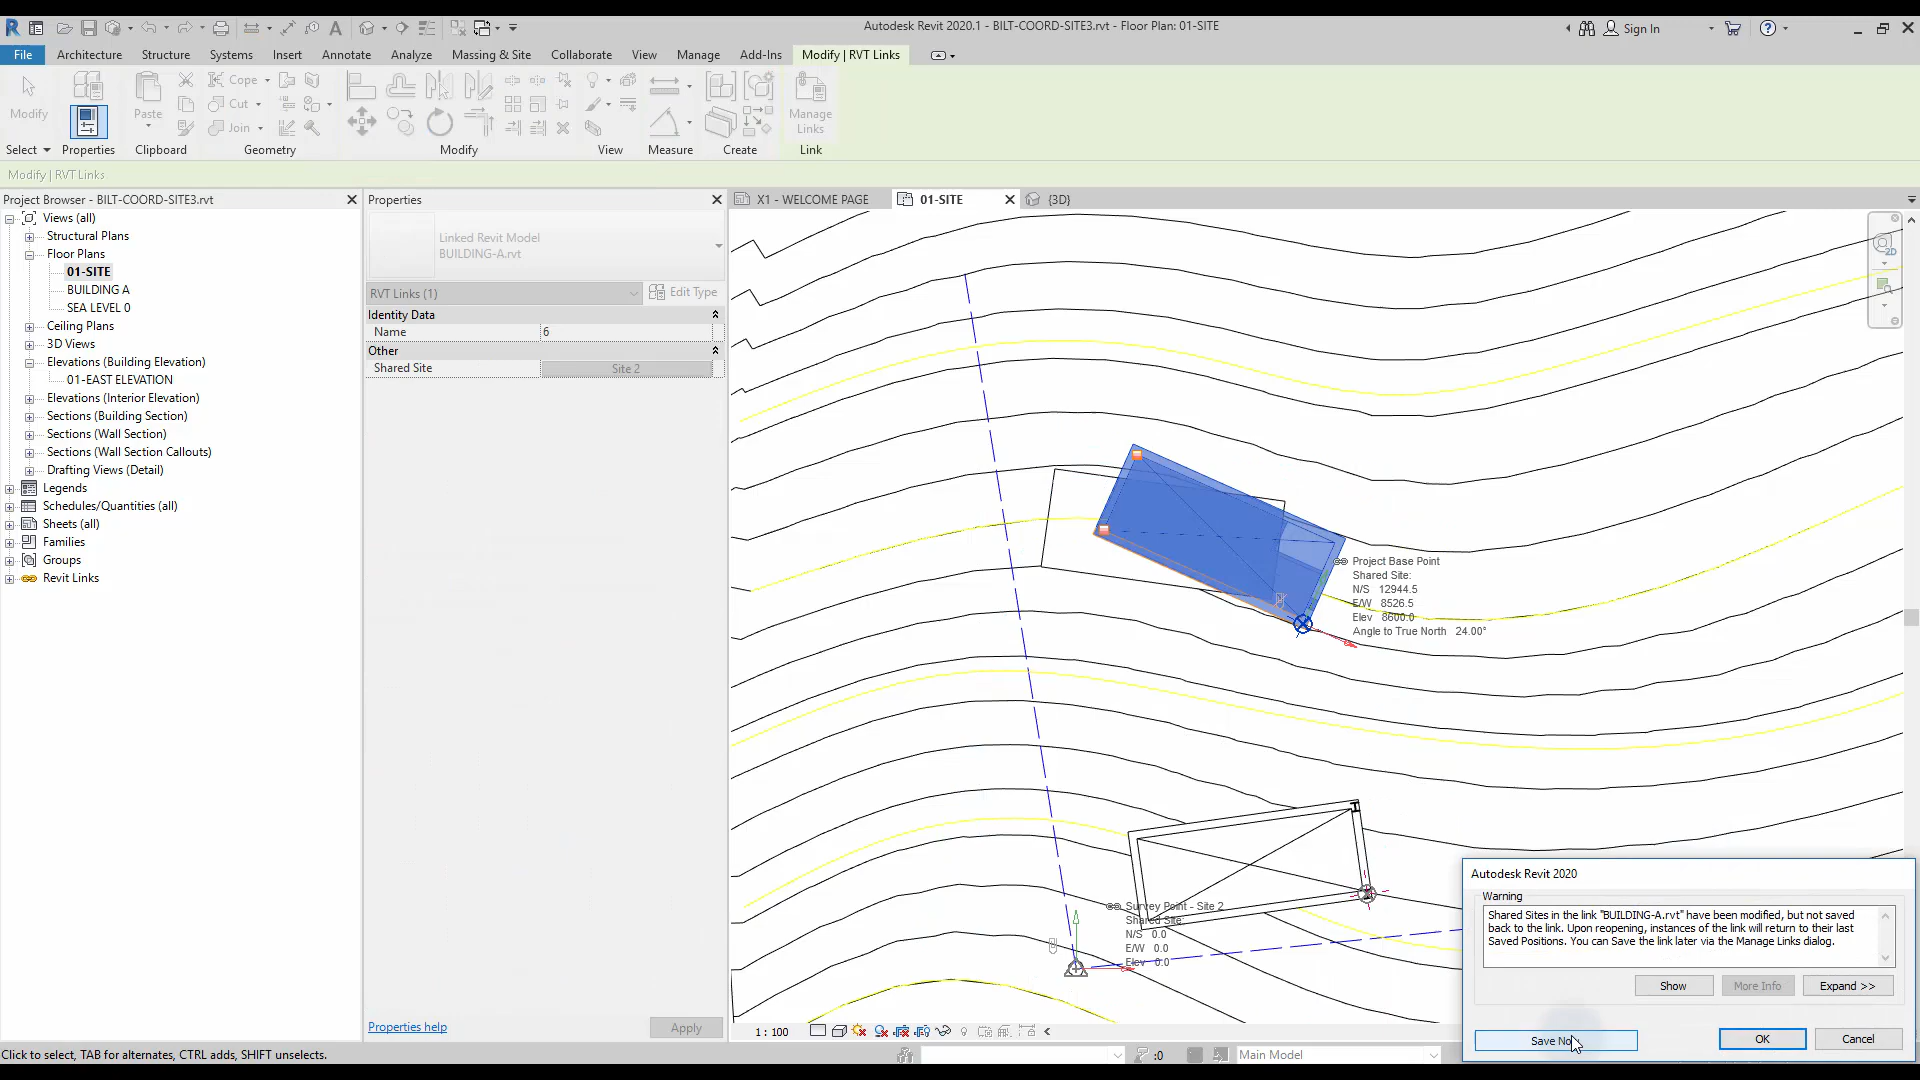 Autodesk Revit 2020.1 - BILT-COORD-SITE3.rvt - Floor Plan: 01-SITE
Sign In
File
Architecture
Structure
Systems
Insert
Annotate
Analyze
Massing & Site
Collaborate
View
Manage
Add-Ins
Modify | RVT Links
Modify
Paste
Cope
Cut
Join
Manage Links
Select
Properties
Clipboard
Geometry
Modify
View
Measure
Create
Link
Modify | RVT Links
Project Browser - BILT-COORD-SITE3.rvt
Views (all)
Structural Plans
Floor Plans
01-SITE
BUILDING A
SEA LEVEL 0
Ceiling Plans
3D Views
Elevations (Building Elevation)
01-EAST ELEVATION
Elevations (Interior Elevation)
Sections (Building Section)
Sections (Wall Section)
Sections (Wall Section Callouts)
Drafting Views (Detail)
Legends
Schedules/Quantities (all)
Sheets (all)
Families
Groups
Revit Links
Properties
Linked Revit Model
BUILDING-A.rvt
RVT Links (1)
Edit Type
Identity Data
Name 6
Other
Shared Site Site 2
Properties help
Apply
X1 - WELCOME PAGE
01-SITE
{3D}
2D
Project Base Point
Shared Site:
N/S 12944.5
E/W 8526.5
Elev 8600.0
Angle to True North 24.00°
Survey Point - Site 2
Shared Site:
N/S 0.0
E/W 0.0
Elev 0.0
1 : 100
Autodesk Revit 2020
Warning
Shared Sites in the link "BUILDING-A.rvt" have been modified, but not saved
back to the link. Upon reopening, instances of the link will return to their last
Saved Positions. You can Save the link later via the Manage Links dialog.
Show
More Info
Expand >>
Save No
OK
Cancel
Click to select, TAB for alternates, CTRL adds, SHIFT unselects.
:0
Main Model